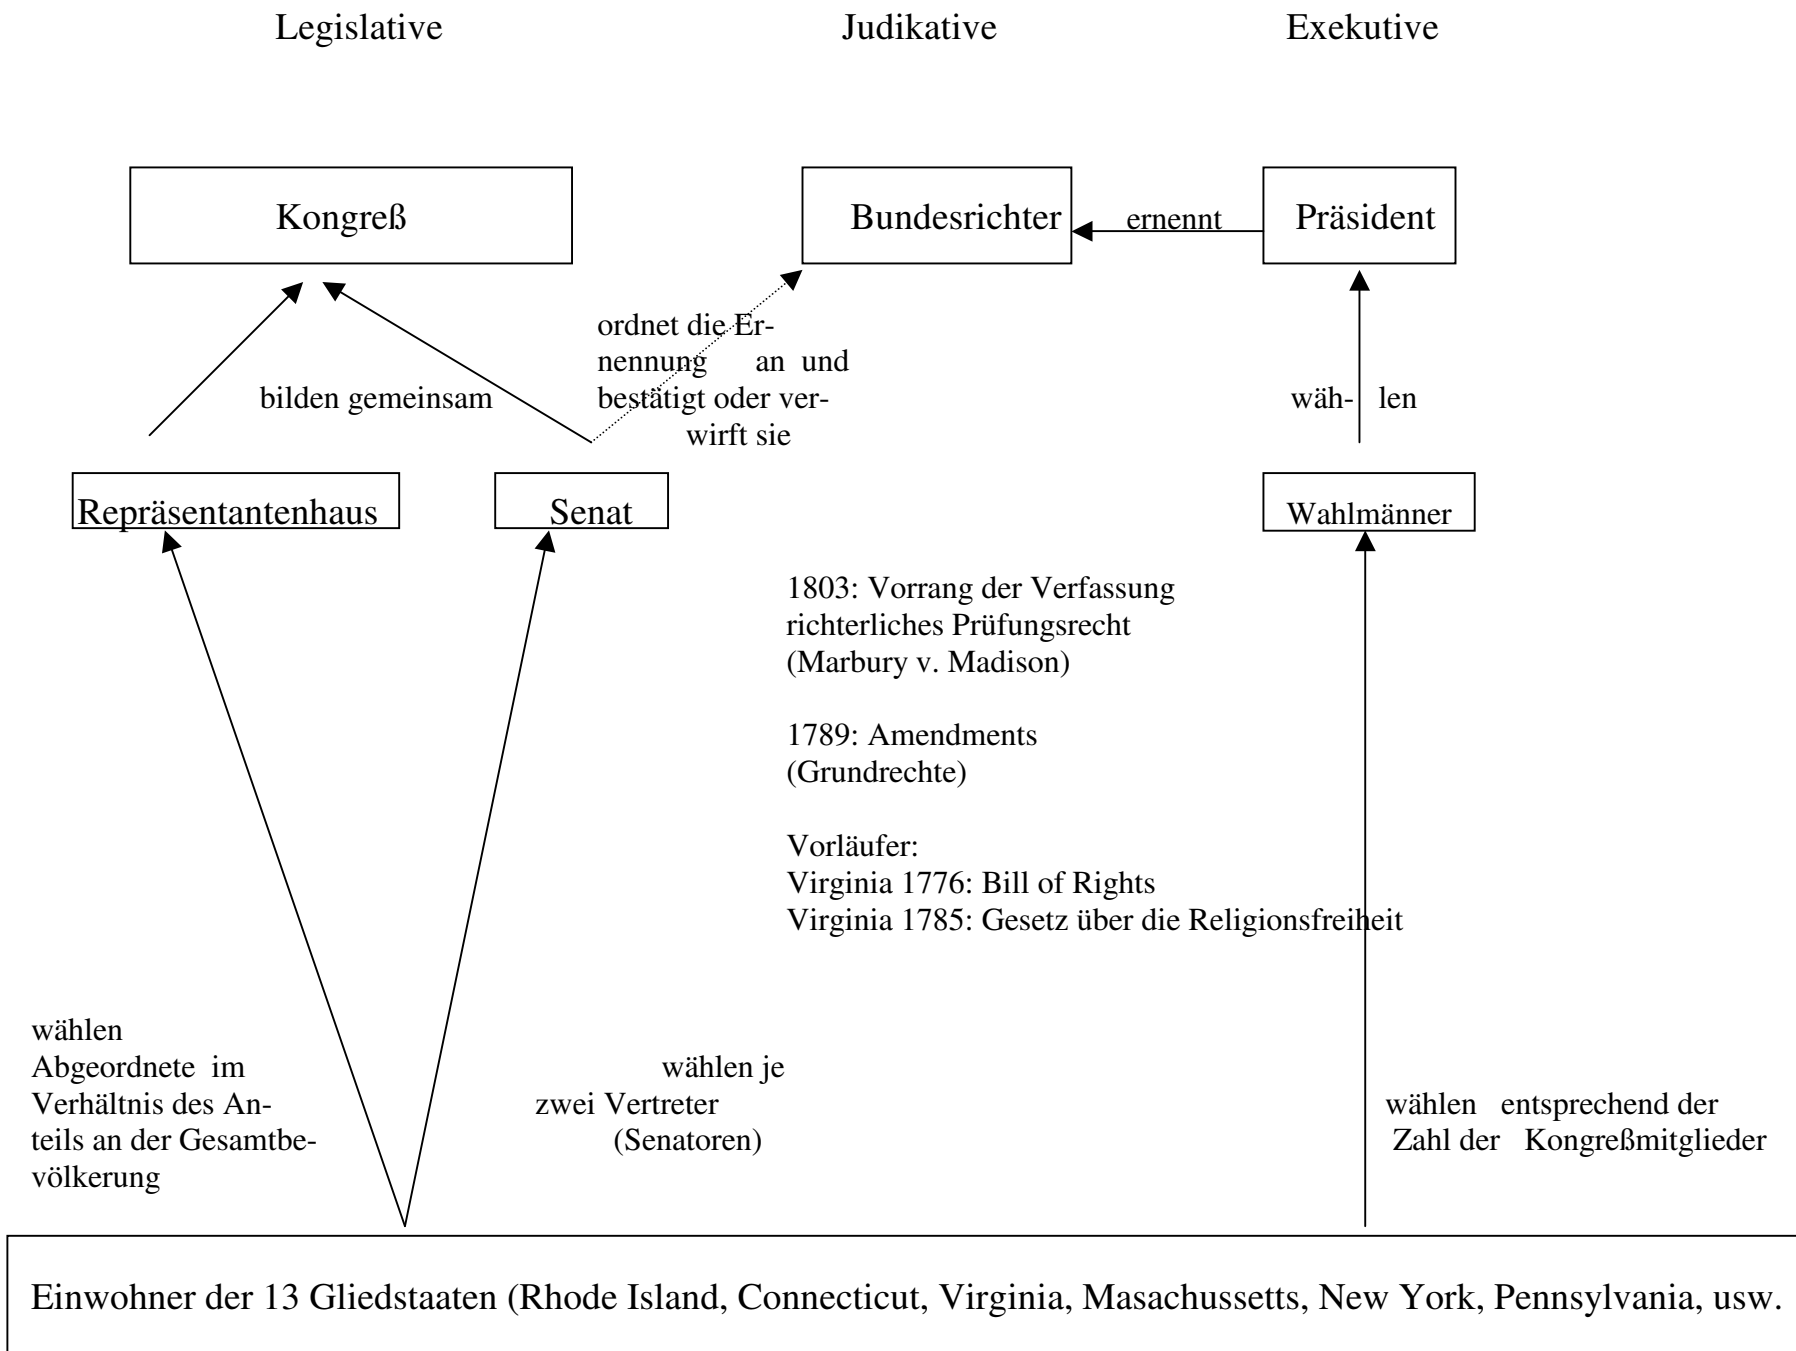 Legislative
Judikative
Exekutive
Kongreß
Bundesrichter
ernennt
Präsident
ordnet die Er-
nennung an und
bestätigt oder ver-
wirft sie
bilden gemeinsam
wäh- len
Repräsentantenhaus
Senat
Wahlmänner
1803: Vorrang der Verfassung
richterliches Prüfungsrecht
(Marbury v. Madison)
1789: Amendments
(Grundrechte)
Vorläufer:
Virginia 1776: Bill of Rights
Virginia 1785: Gesetz über die Religionsfreiheit
wählen
Abgeordnete im
Verhältnis des An-
teils an der Gesamtbe-
völkerung
wählen je
zwei Vertreter
(Senatoren)
wählen entsprechend der
Zahl der Kongreßmitglieder
Einwohner der 13 Gliedstaaten (Rhode Island, Connecticut, Virginia, Masachussetts, New York, Pennsylvania, usw.